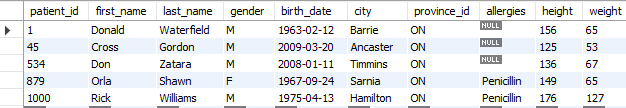 patient_id first_name last_name gender birth_date city province_id allergies height weight
1 Donald Waterfield M 1963-02-12 Barrie ON NULL 156 65
45 Cross Gordon M 2009-03-20 Ancaster ON NULL 125 53
534 Don Zatara M 2008-01-11 Timmins ON NULL 136 67
879 Orla Shawn F 1967-09-24 Sarnia ON Penicillin 149 65
1000 Rick Williams M 1975-04-13 Hamilton ON Penicillin 176 127